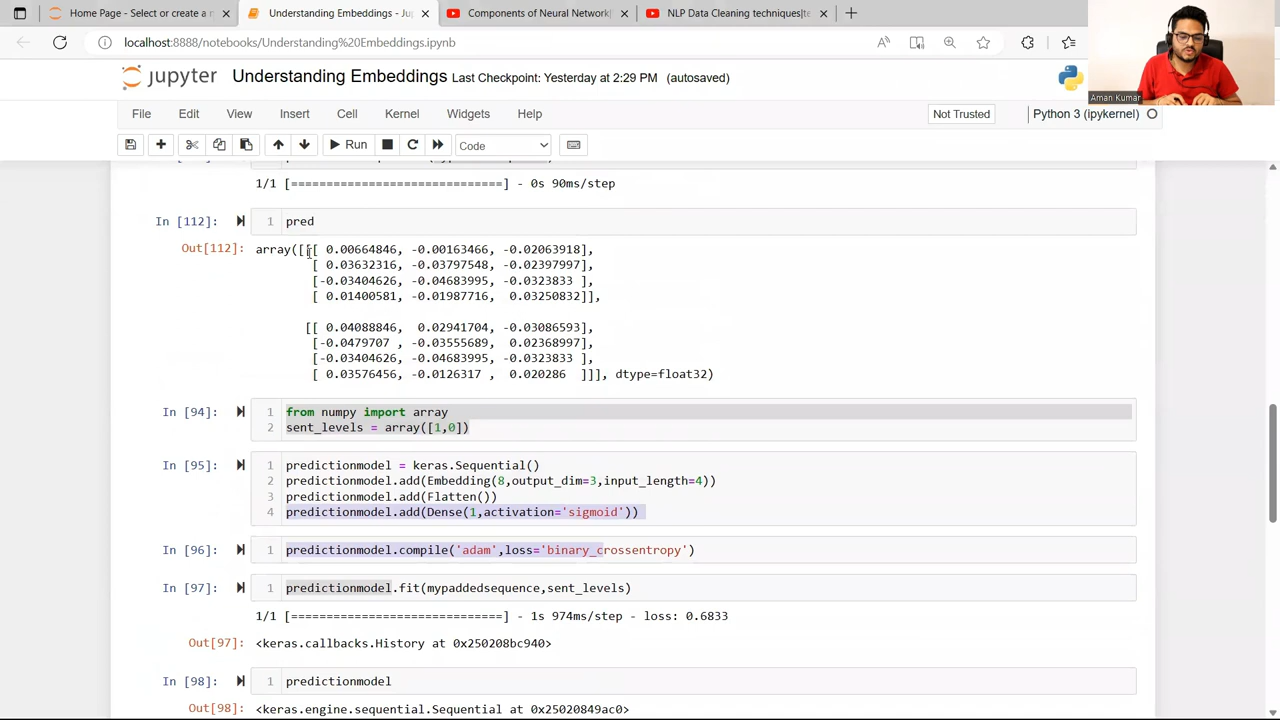 Home Page - Select or create a n
Understanding Embeddings - Ju
Components of Neural Network|
NLP Data Cleaning techniques|te
localhost:8888/notebooks/Understanding%20Embeddings.ipynb
Aman Kumar
jupyter Understanding Embeddings Last Checkpoint: Yesterday at 2:29 PM (autosaved)
File Edit View Insert Cell Kernel Widgets Help Not Trusted Python 3 (ipykernel)
Run Code
1/1 [==============================] - 0s 90ms/step
In [112]: 1 pred
Out[112]: array([[[ 0.00664846, -0.00163466, -0.02063918],
[ 0.03632316, -0.03797548, -0.02397997],
[-0.03404626, -0.04683995, -0.0323833 ],
[ 0.01400581, -0.01987716, 0.03250832]],
[[ 0.04088846, 0.02941704, -0.03086593],
[-0.0479707 , -0.03555689, 0.02368997],
[-0.03404626, -0.04683995, -0.0323833 ],
[ 0.03576456, -0.0126317 , 0.020286 ]]], dtype=float32)
In [94]: 1 from numpy import array
2 sent_levels = array([1,0])
In [95]: 1 predictionmodel = keras.Sequential()
2 predictionmodel.add(Embedding(8,output_dim=3,input_length=4))
3 predictionmodel.add(Flatten())
4 predictionmodel.add(Dense(1,activation='sigmoid'))
In [96]: 1 predictionmodel.compile('adam',loss='binary_crossentropy')
In [97]: 1 predictionmodel.fit(mypaddedsequence,sent_levels)
1/1 [==============================] - 1s 974ms/step - loss: 0.6833
Out[97]: <keras.callbacks.History at 0x250208bc940>
In [98]: 1 predictionmodel
Out[98]: <keras.engine.sequential.Sequential at 0x25020849ac0>